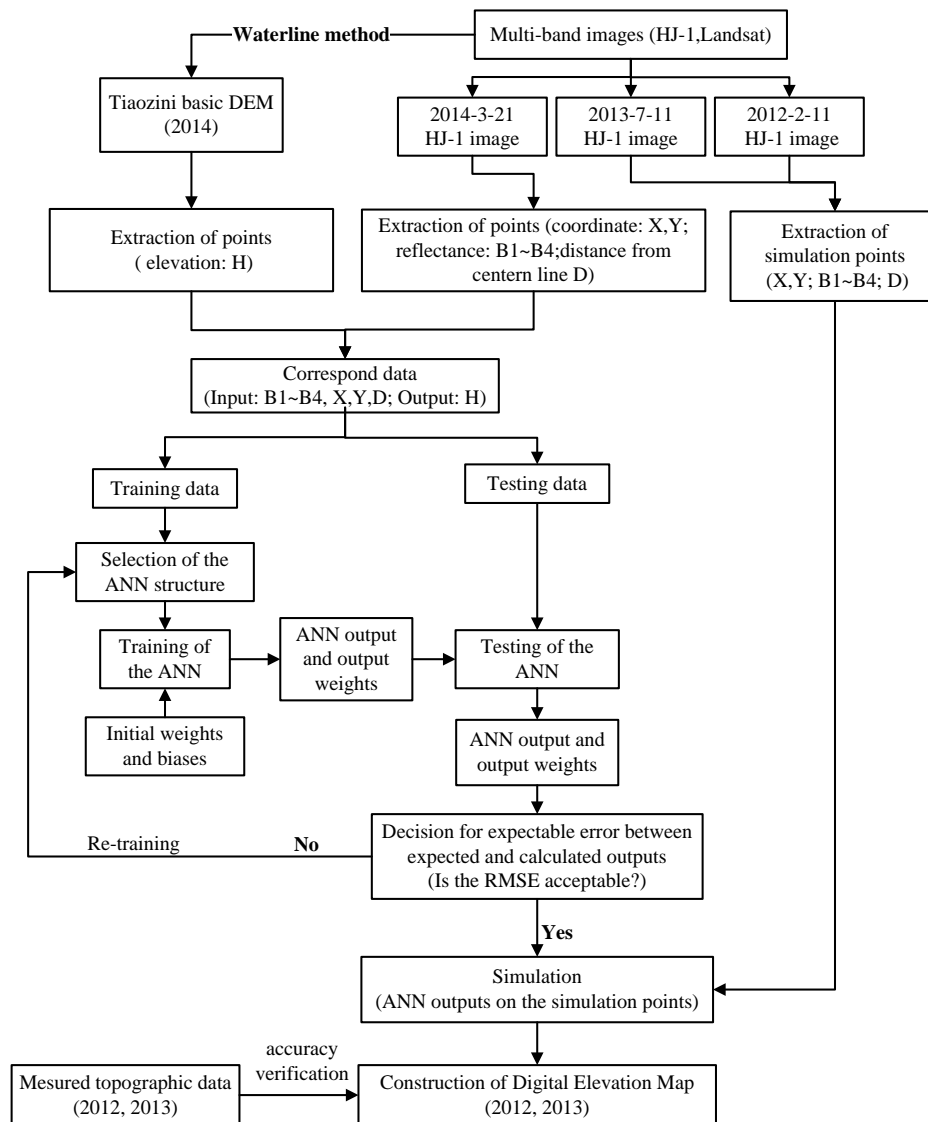 Waterline method
Multi-band images (HJ-1,Landsat)
Tiaozini basic DEM
(2014)
2014-3-21
HJ-1 image
2013-7-11
HJ-1 image
2012-2-11
HJ-1 image
Extraction of points
( elevation: H)
Extraction of points (coordinate: X,Y;
reflectance: B1~B4;distance from
centern line D)
Extraction of
simulation points
(X,Y; B1~B4; D)
Correspond data
(Input: B1~B4, X,Y,D; Output: H)
Training data
Testing data
Selection of the
ANN structure
Training of
the ANN
ANN output
and output
weights
Testing of the
ANN
Initial weights
and biases
ANN output and
output weights
Re-training
No
Decision for expectable error between
expected and calculated outputs
(Is the RMSE acceptable?)
Yes
Simulation
(ANN outputs on the simulation points)
Mesured topographic data
(2012, 2013)
accuracy
verification
Construction of Digital Elevation Map
(2012, 2013)